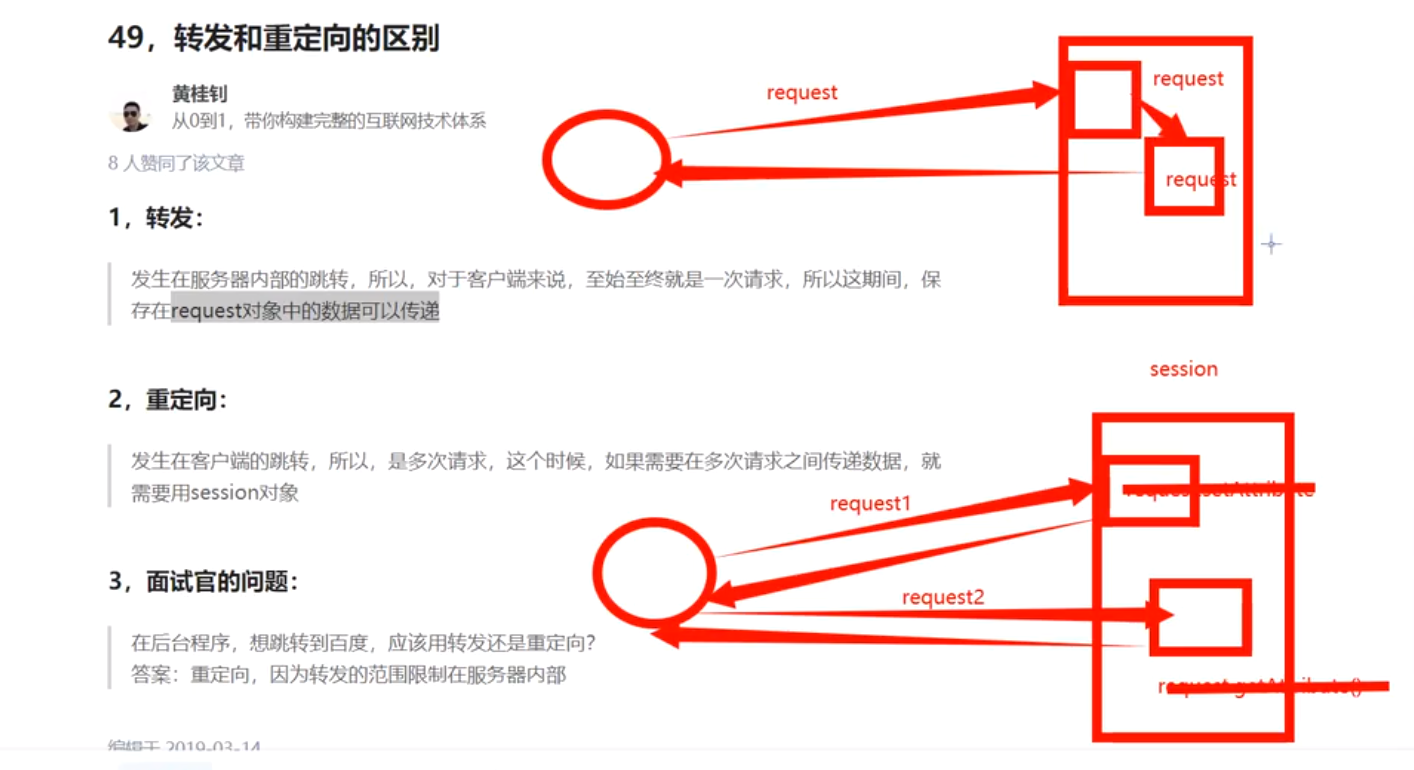 49，转发和重定向的区别
黄桂钊
从0到1，带你构建完整的互联网技术体系
8 人赞同了该文章
1，转发：
发生在服务器内部的跳转，所以，对于客户端来说，至始至终就是一次请求，所以这期间，保
存在request对象中的数据可以传递
2，重定向：
发生在客户端的跳转，所以，是多次请求，这个时候，如果需要在多次请求之间传递数据，就
需要用session对象
3，面试官的问题：
在后台程序，想跳转到百度，应该用转发还是重定向？
答案：重定向，因为转发的范围限制在服务器内部
编辑于 2019-03-14
request
request
request
session
request1
request.setAttribute
request2
request.getAttribute()